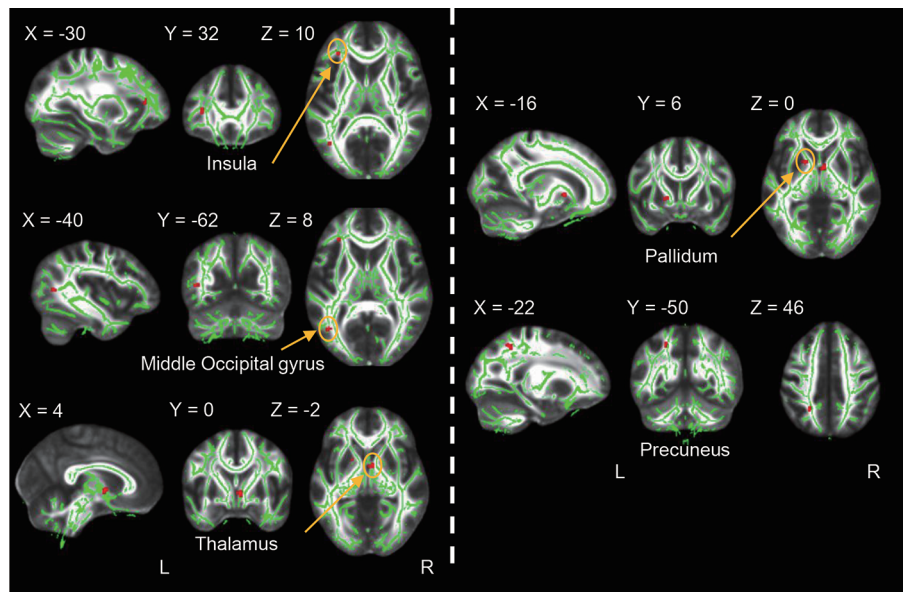 X = -30 Y = 32 Z = 10
Insula
X = -40 Y = -62 Z = 8
Middle Occipital gyrus
X = 4 Y = 0 Z = -2
Thalamus
L R
X = -16 Y = 6 Z = 0
Pallidum
X = -22 Y = -50 Z = 46
Precuneus
L R